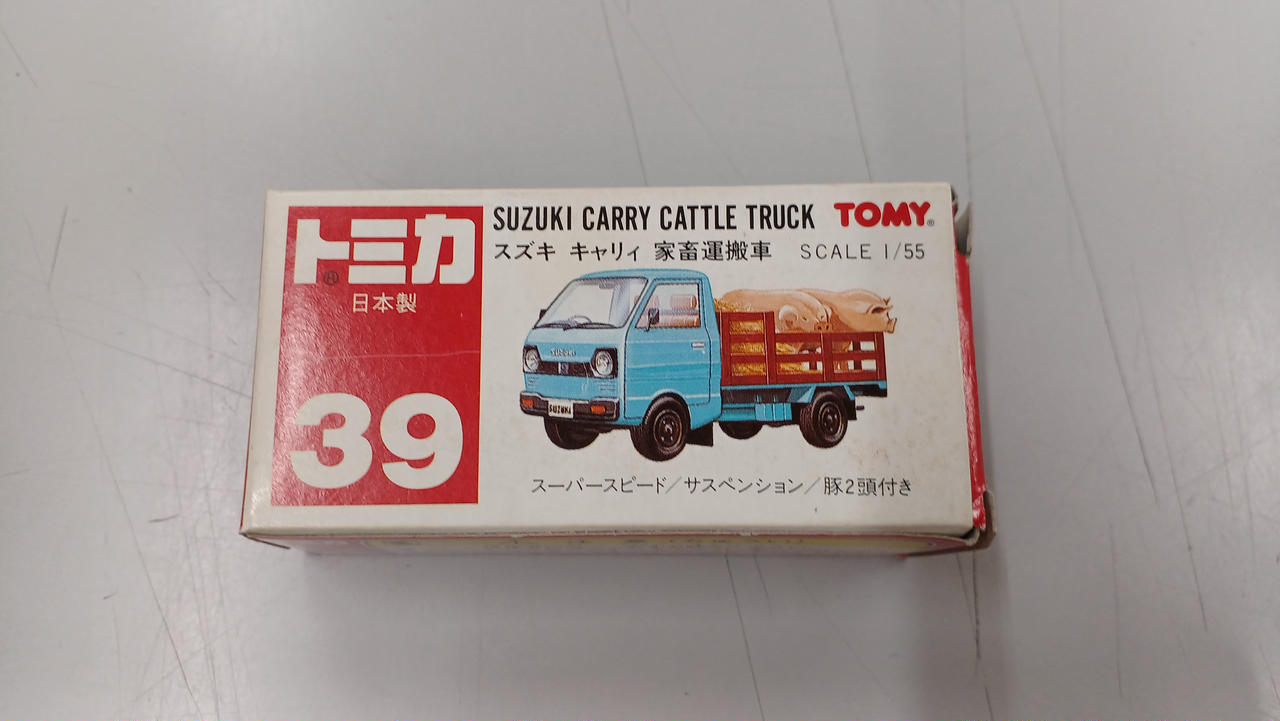 トミカ
®
日本製
39
SUZUKI CARRY CATTLE TRUCK TOMY®
スズキ キャリィ 家畜運搬車 SCALE 1/55
SUZUKI
SUZUKI
スーパースピード/サスペンション/豚2頭付き